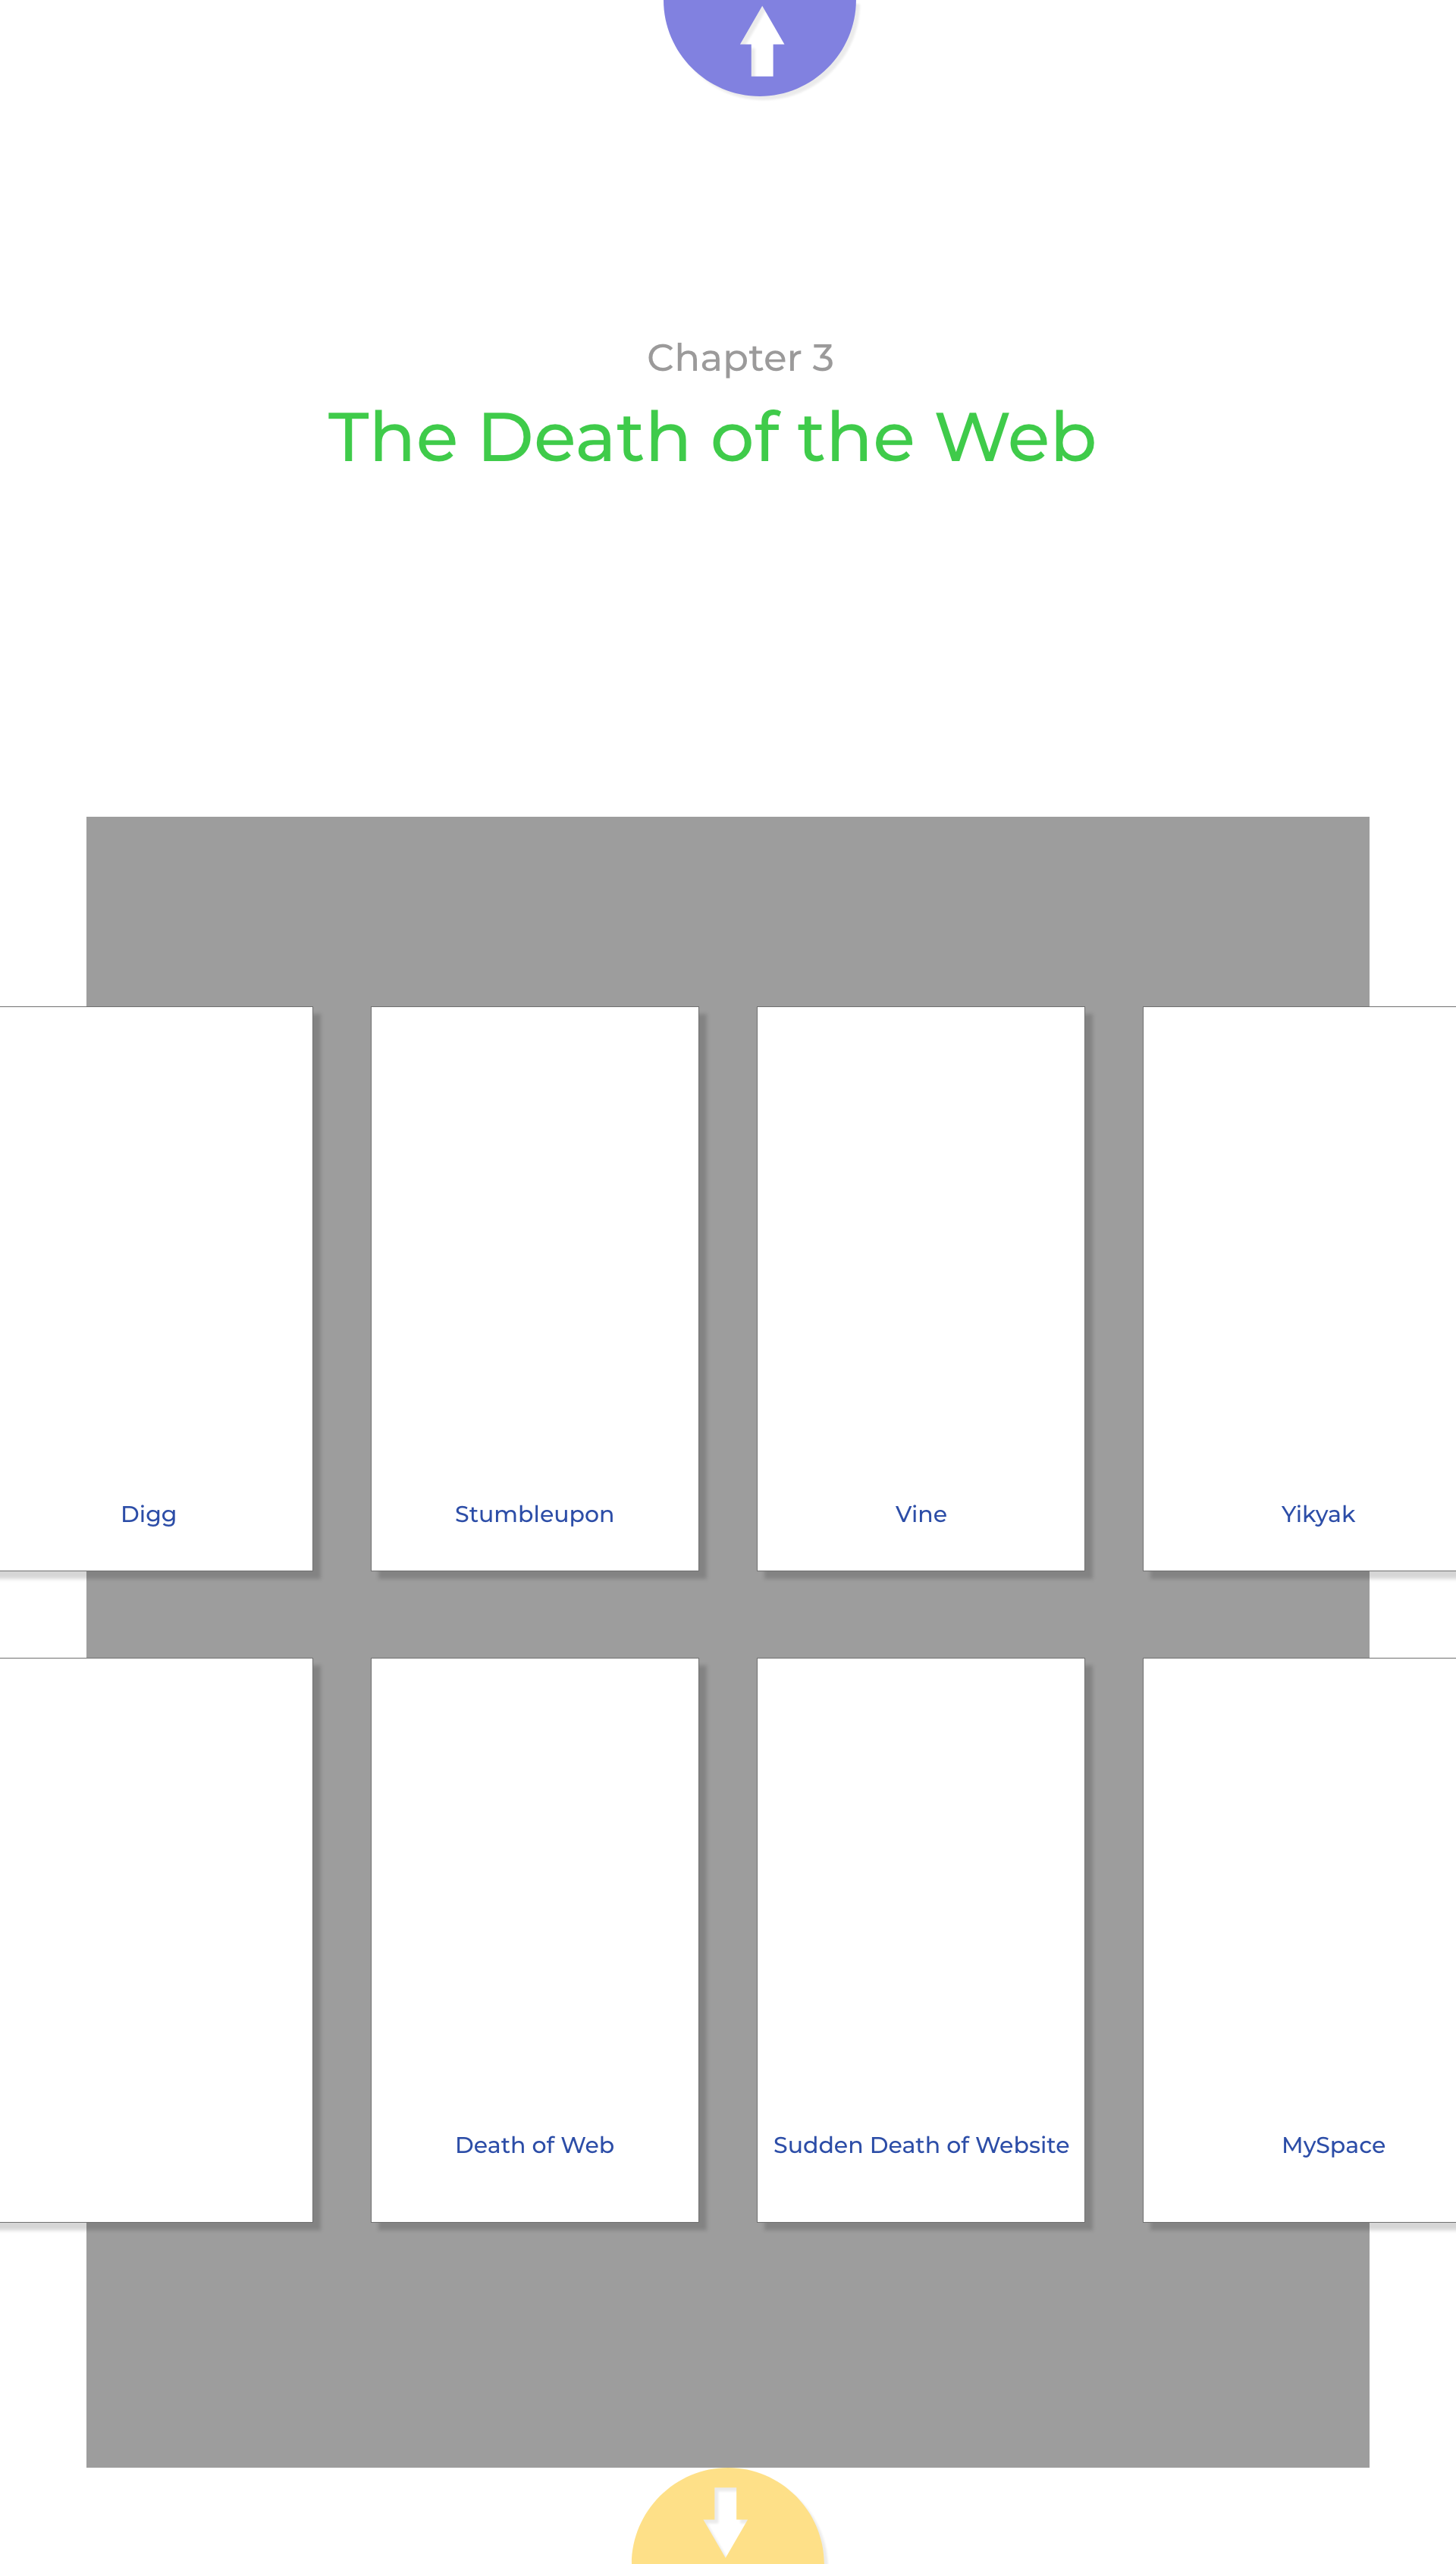 Chapter 3
The Death of the Web
Digg
Stumbleupon
Vine
Yikyak
Death of Web
Sudden Death of Website
MySpace